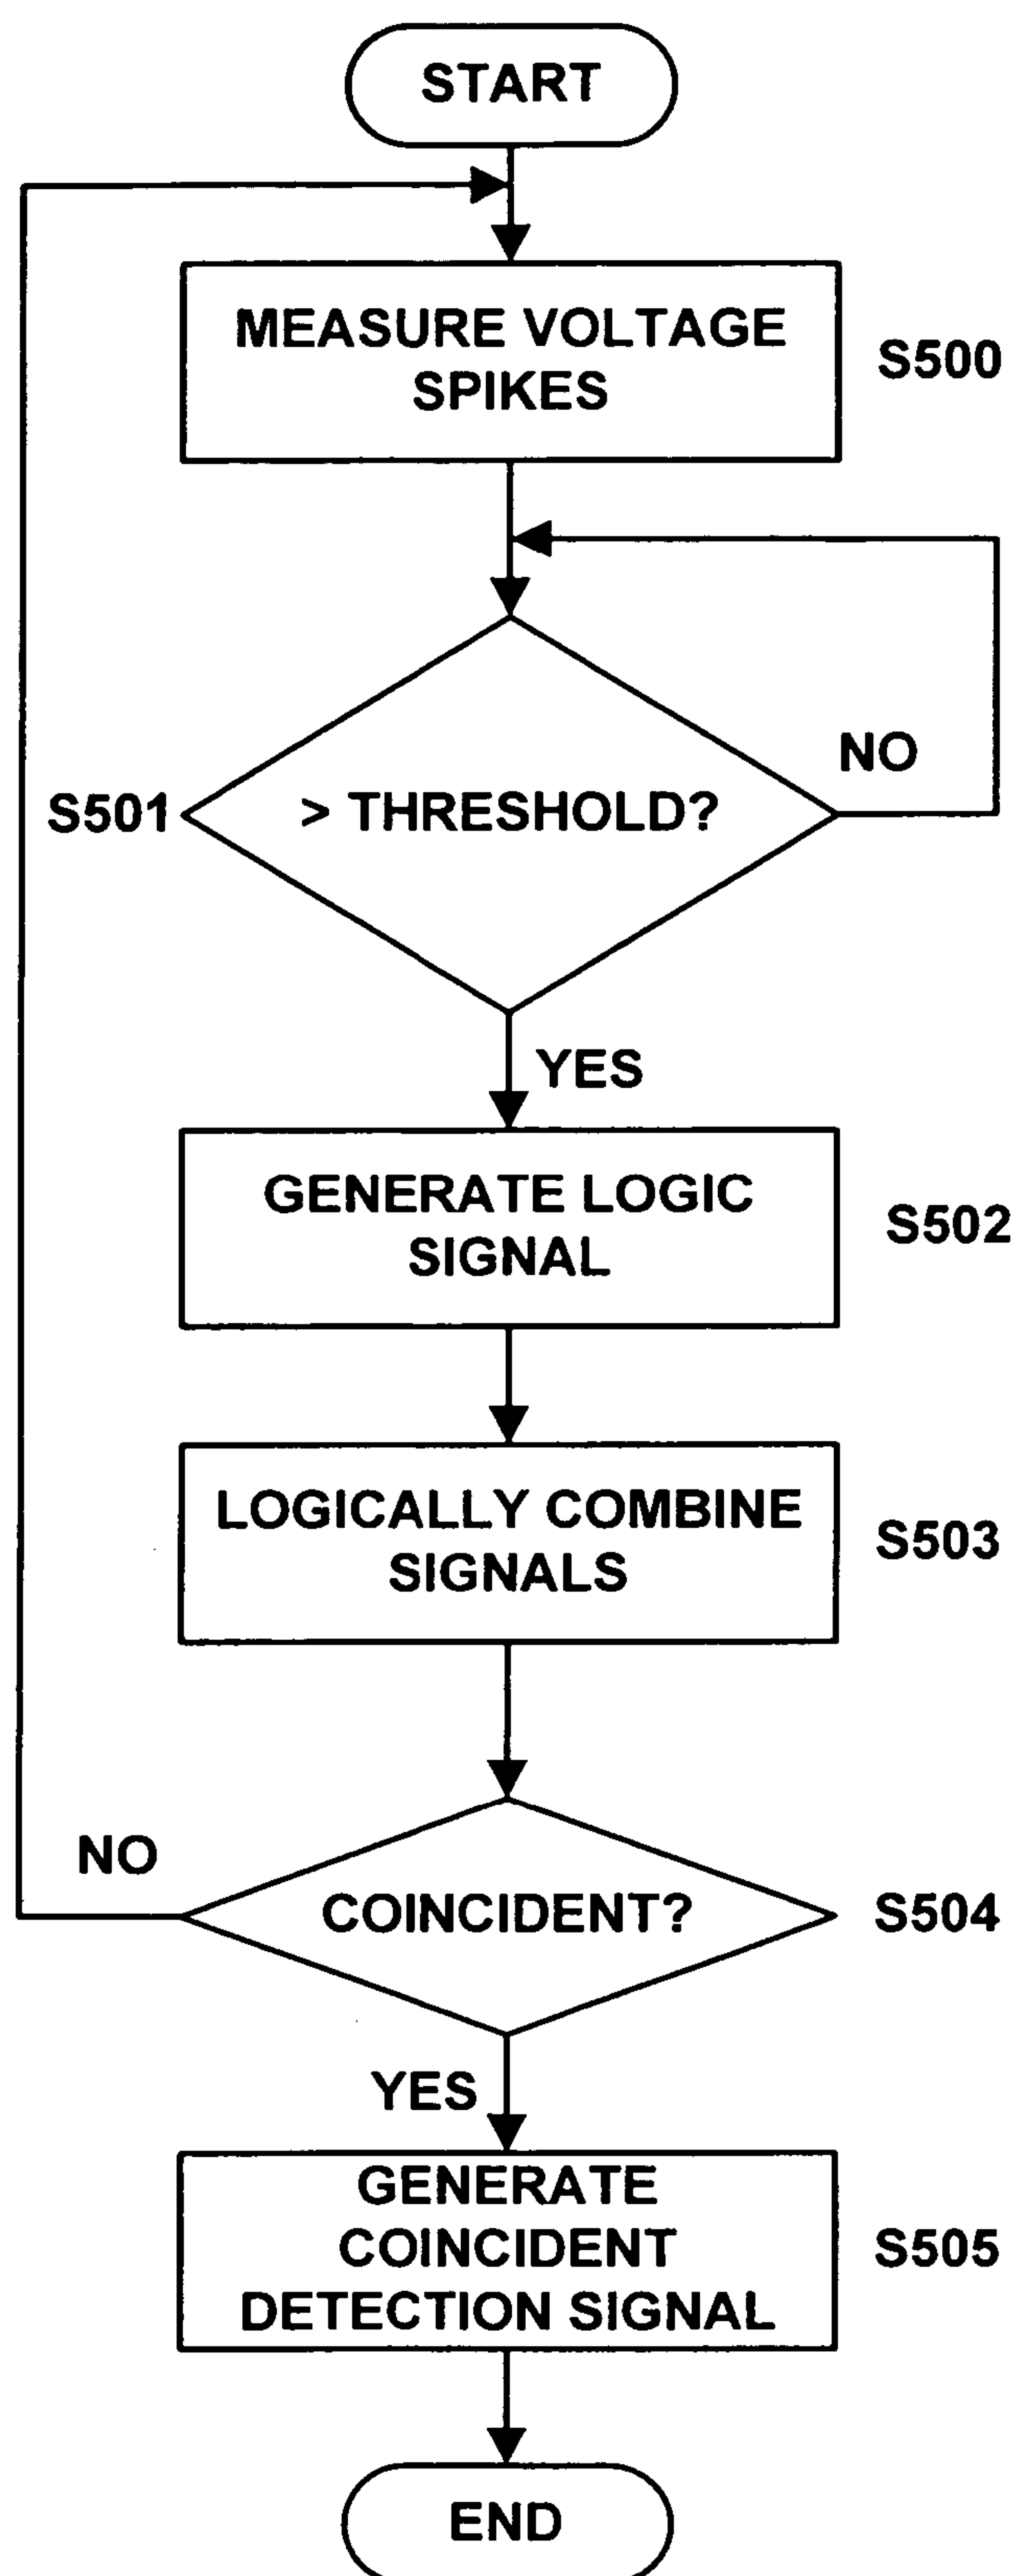 START
MEASURE VOLTAGE
SPIKES
S500
NO
S501
> THRESHOLD?
YES
GENERATE LOGIC
SIGNAL
S502
LOGICALLY COMBINE
SIGNALS
S503
NO
COINCIDENT?
S504
YES
GENERATE
COINCIDENT
DETECTION SIGNAL
S505
END